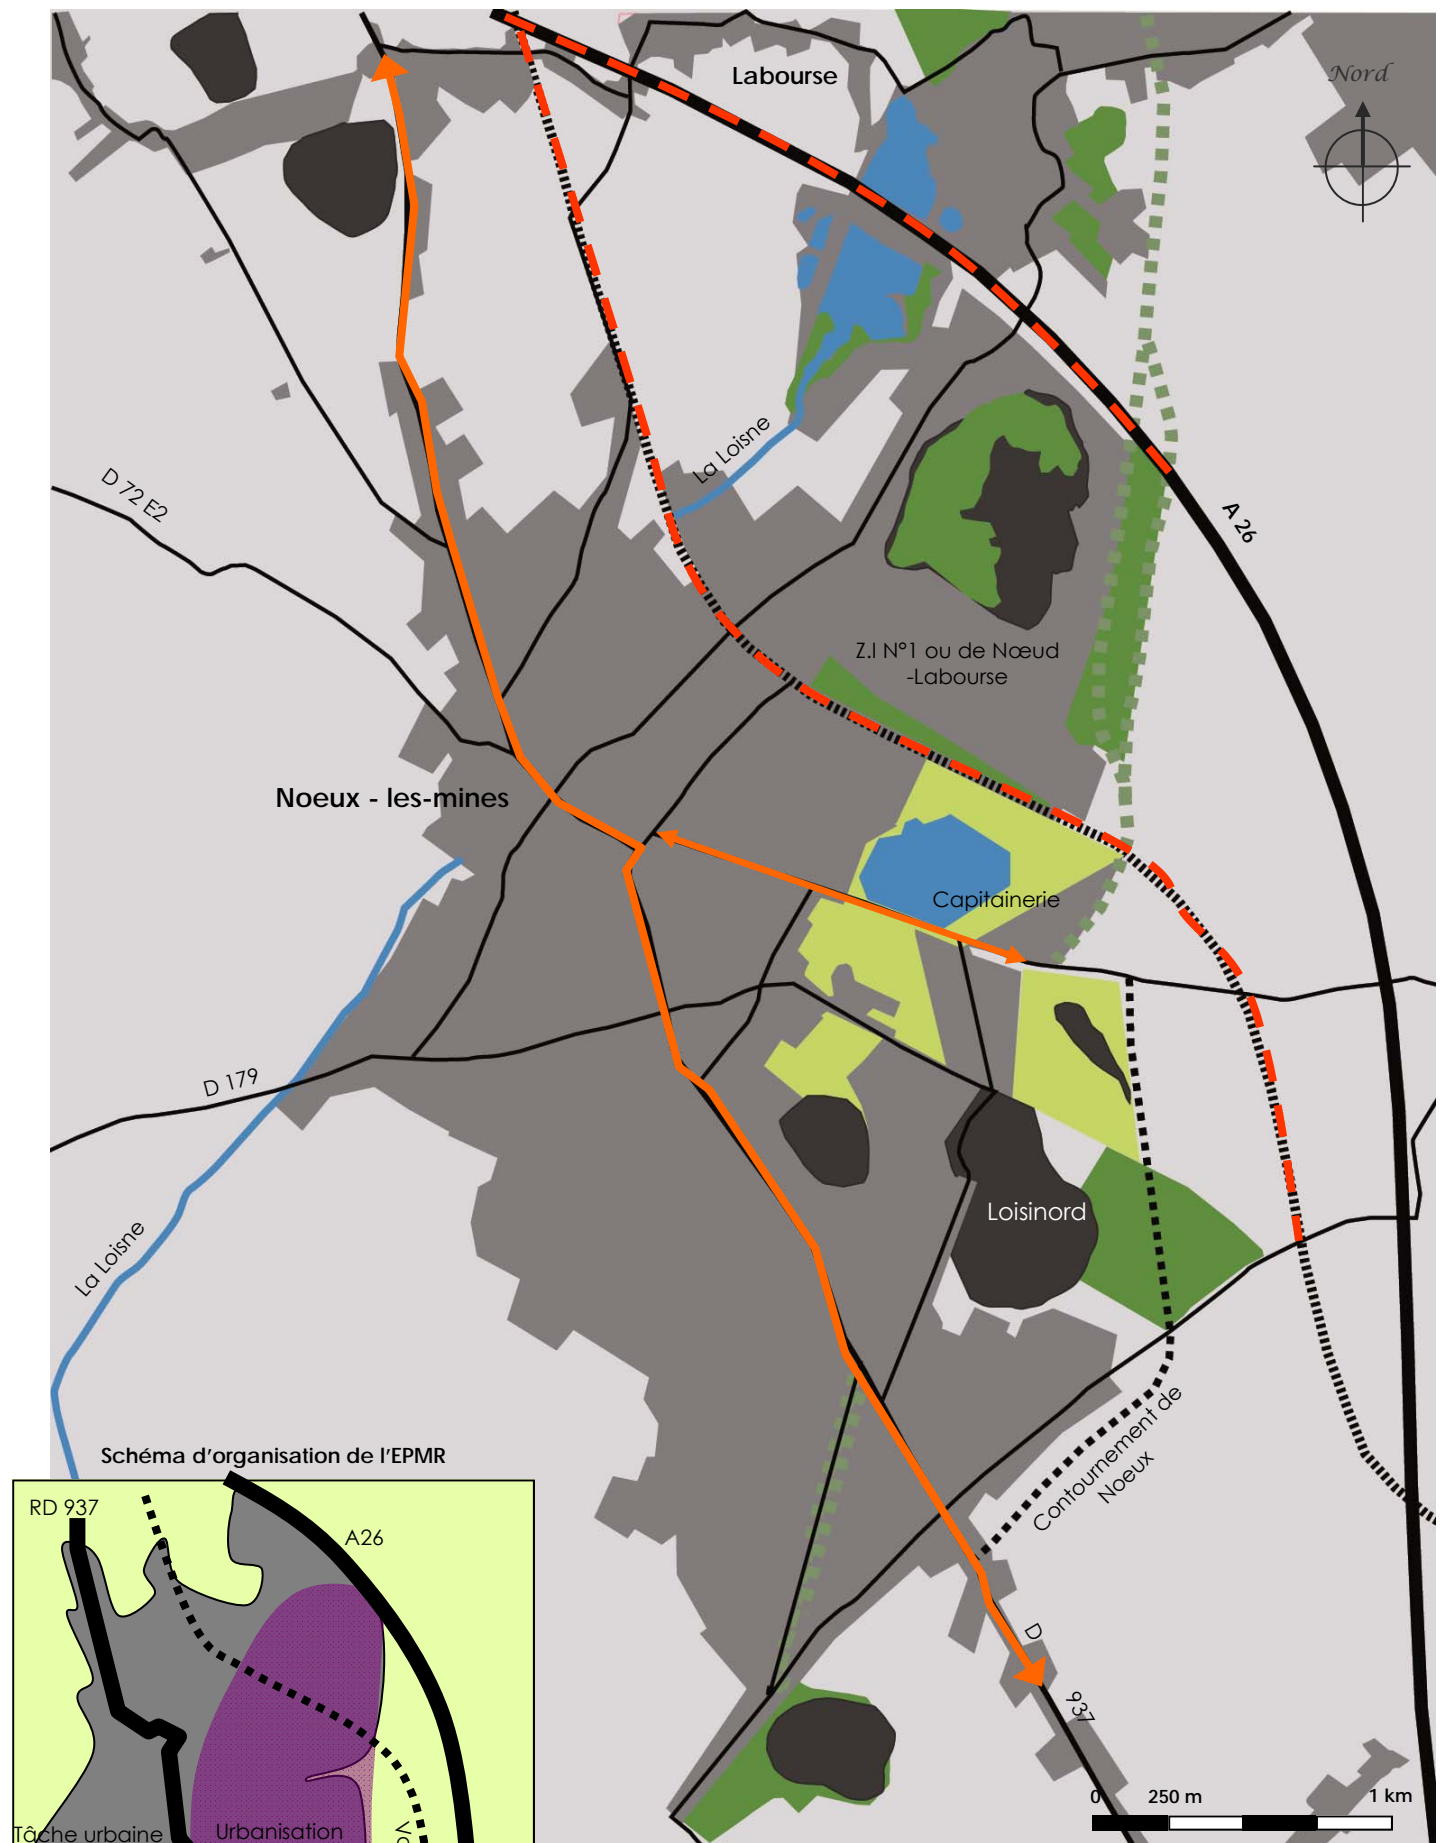 Labourse
Nord
La Loisne
D 72 E2
A 26
Z.I N°1 ou de Nœud
-Labourse
Noeux - les-mines
Capitainerie
D 179
Loisinord
La Loisne
Contournement de
Noeux
Schéma d'organisation de l'EPMR
RD 937
A26
D
937
0 250 m 1 km
Tâche urbaine
Urbanisation